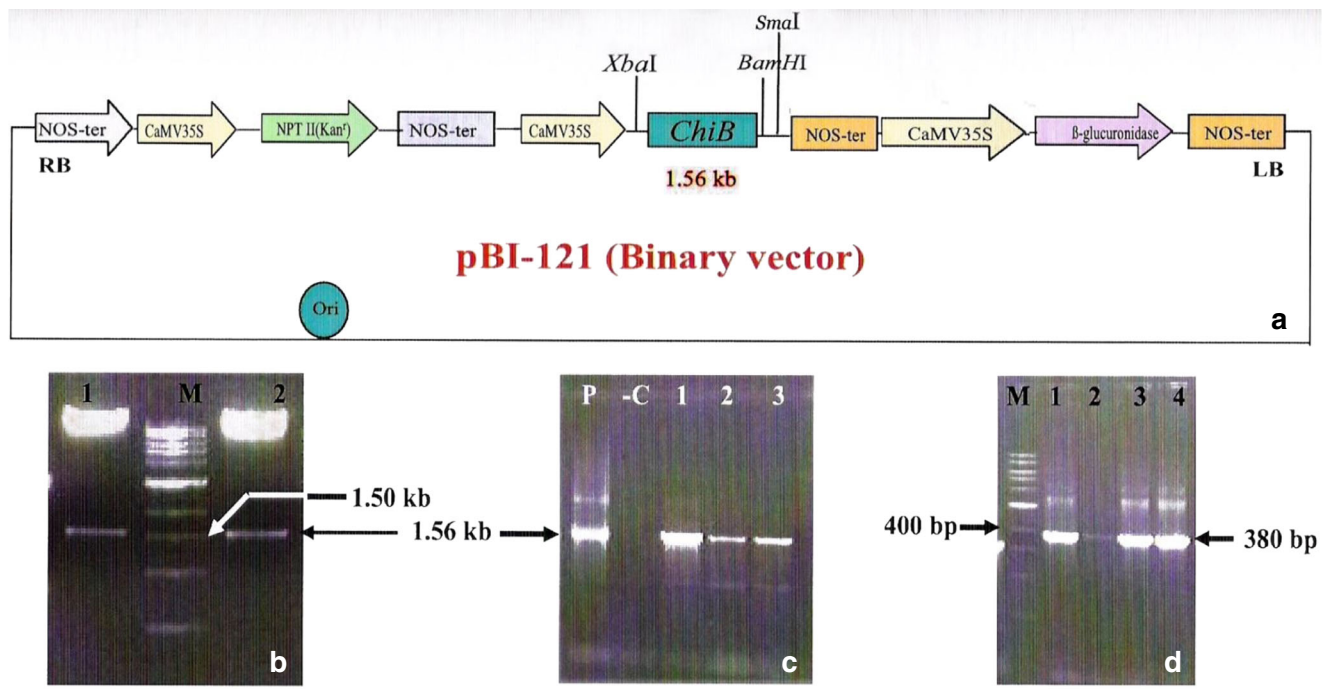 SmaI
XbaI BamHI
NOS-ter CaMV35S NPT II(Kanʳ) NOS-ter CaMV35S ChiB NOS-ter CaMV35S ß-glucuronidase NOS-ter
RB LB
1.56 kb
pBI-121 (Binary vector)
Ori
a
1 M 2
1.50 kb
1.56 kb
b
P -C 1 2 3
c
M 1 2 3 4
400 bp
380 bp
d